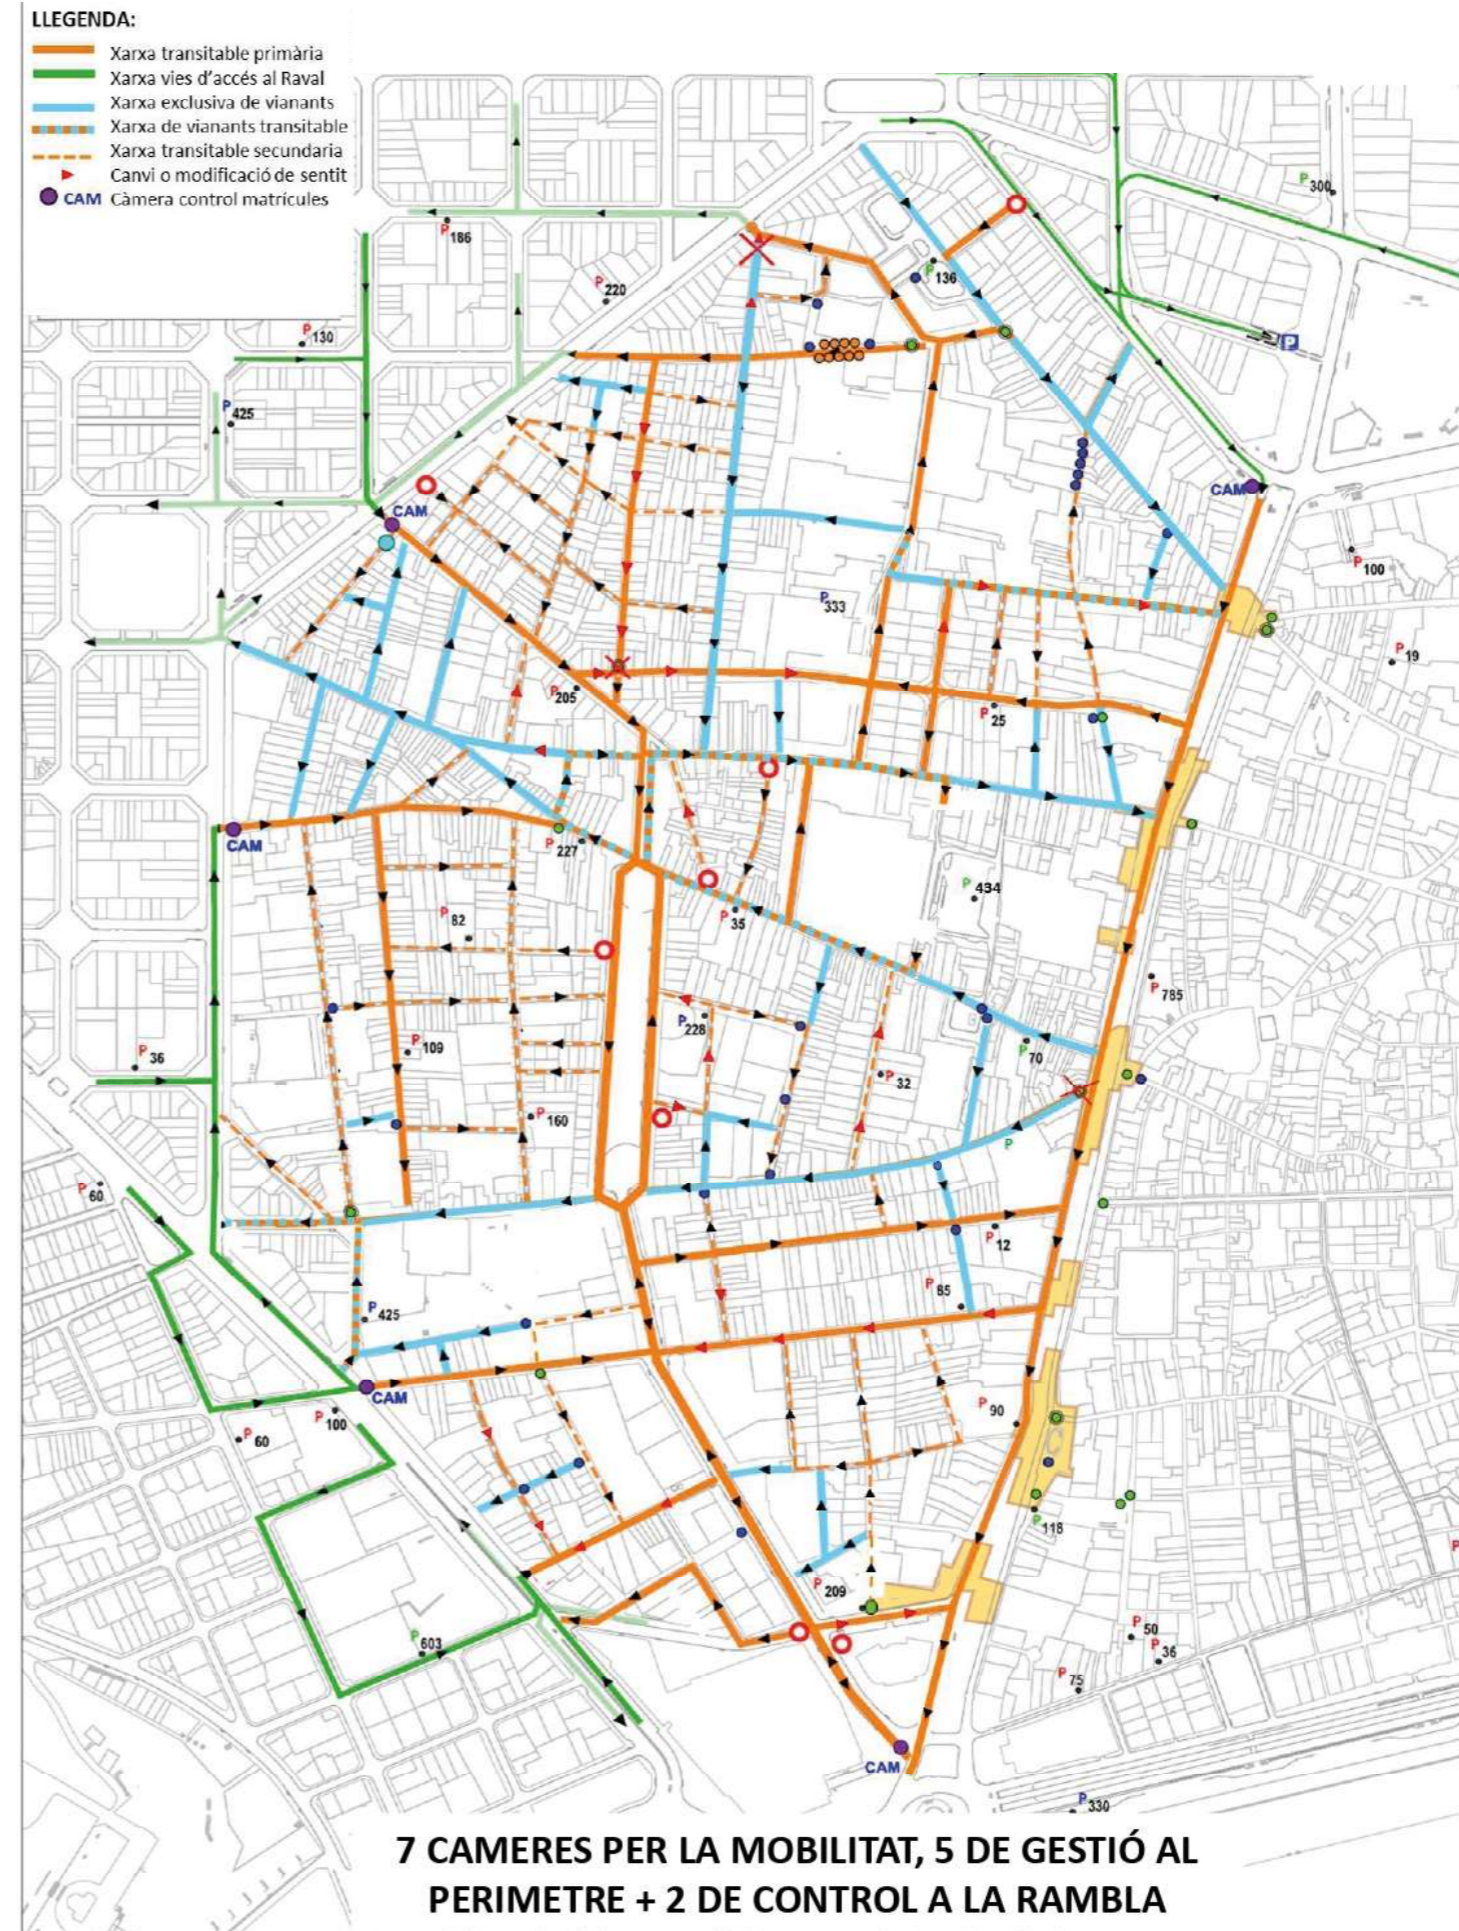 LLEGENDA:
Xarxa transitable primària
Xarxa vies d'accés al Raval
Xarxa exclusiva de vianants
Xarxa de vianants transitable
Xarxa transitable secundaria
Canvi o modificació de sentit
CAM Càmera control matrícules
P 300
P 186
P 136
P 220
P 130
P
P 425
CAM
CAM
P 100
P 333
P 19
P 205
P 25
CAM
P 227
P 434
P 82
P 35
P 785
P 228
P 109
P 70
P 36
P 32
P 160
P
P 60
P 12
P 85
P 425
CAM
P 90
P 100
P 60
P 118
P 209
P
P 50
P 603
P 36
P 75
CAM
P 330
7 CAMERES PER LA MOBILITAT, 5 DE GESTIÓ AL
PERIMETRE + 2 DE CONTROL A LA RAMBLA